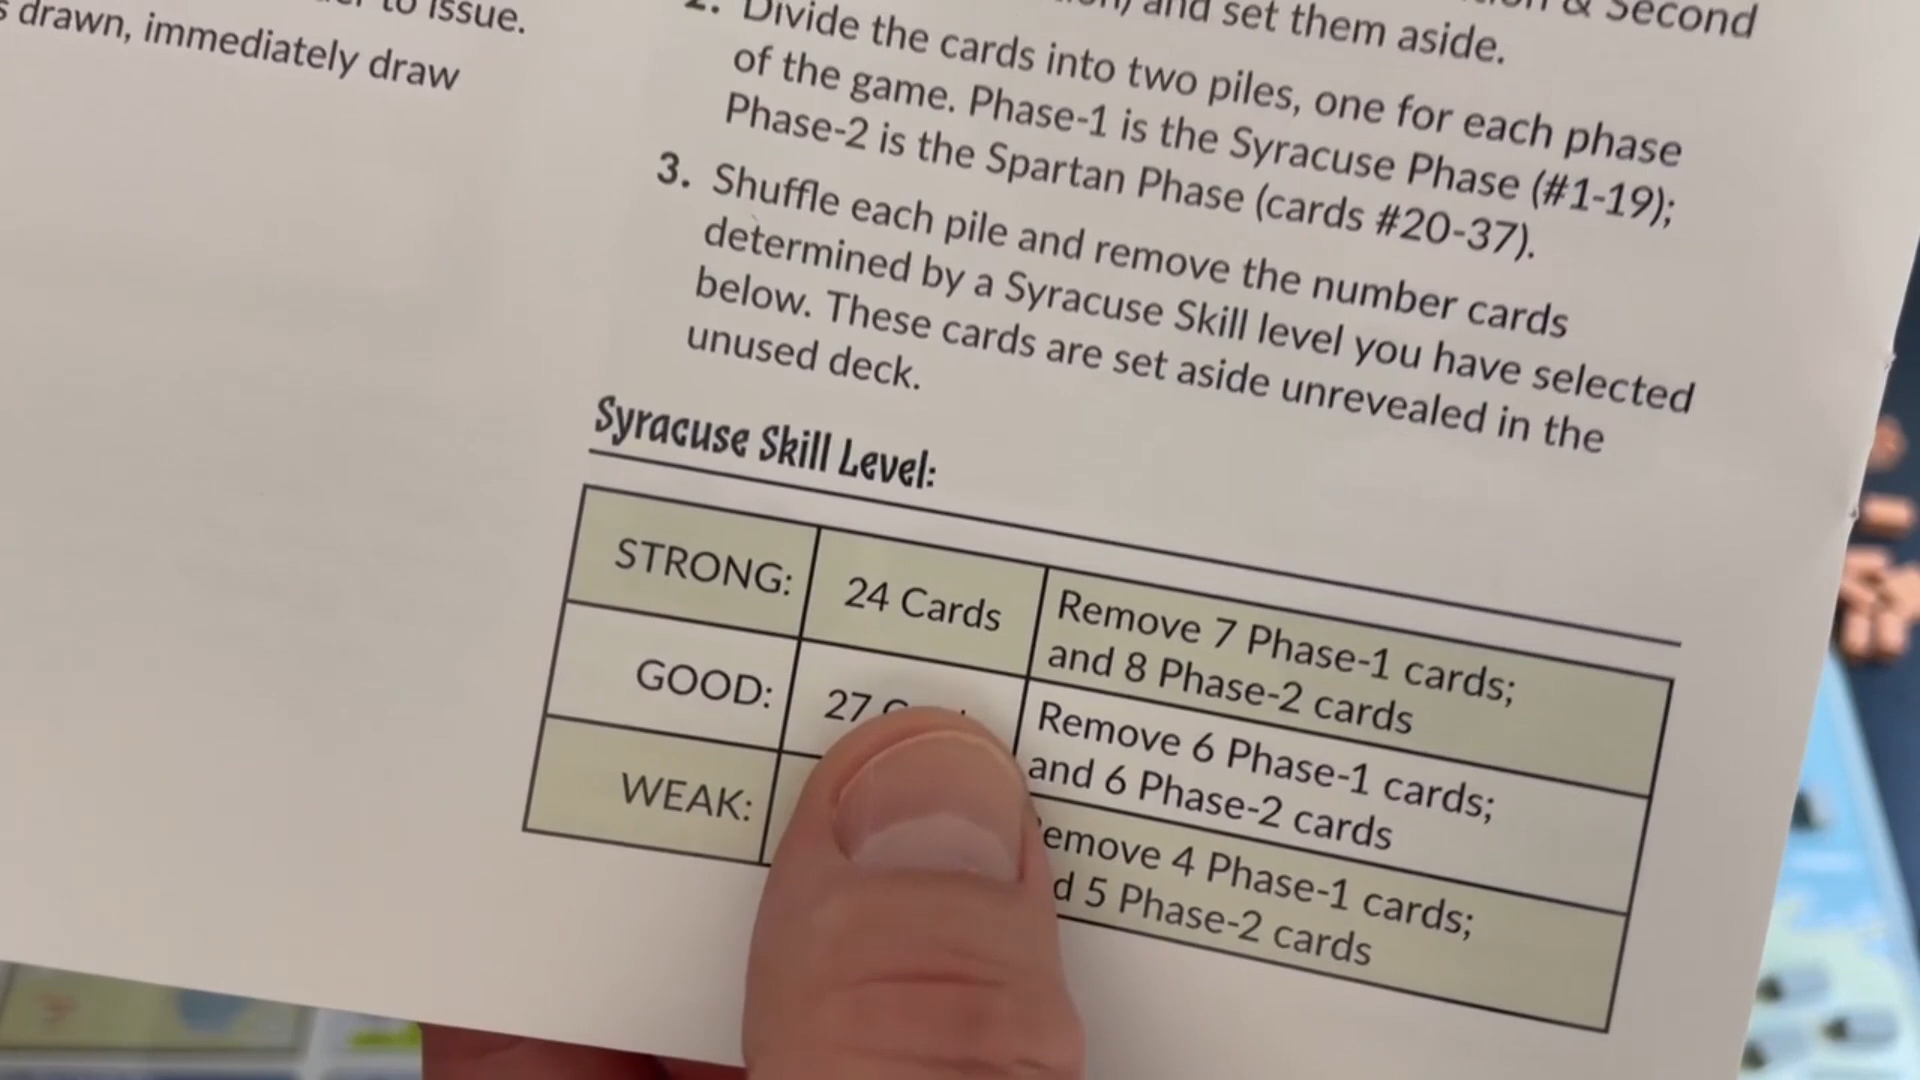 to issue.
drawn, immediately draw
& Second
and set them aside.
2. Divide the cards into two piles, one for each phase
of the game. Phase-1 is the Syracuse Phase (#1-19);
Phase-2 is the Spartan Phase (cards #20-37).
3. Shuffle each pile and remove the number cards
determined by a Syracuse Skill level you have selected
below. These cards are set aside unrevealed in the
unused deck.
Syracuse Skill Level:
STRONG:
24 Cards
Remove 7 Phase-1 cards;
and 8 Phase-2 cards
GOOD:
27
Remove 6 Phase-1 cards;
and 6 Phase-2 cards
WEAK:
emove 4 Phase-1 cards;
d 5 Phase-2 cards